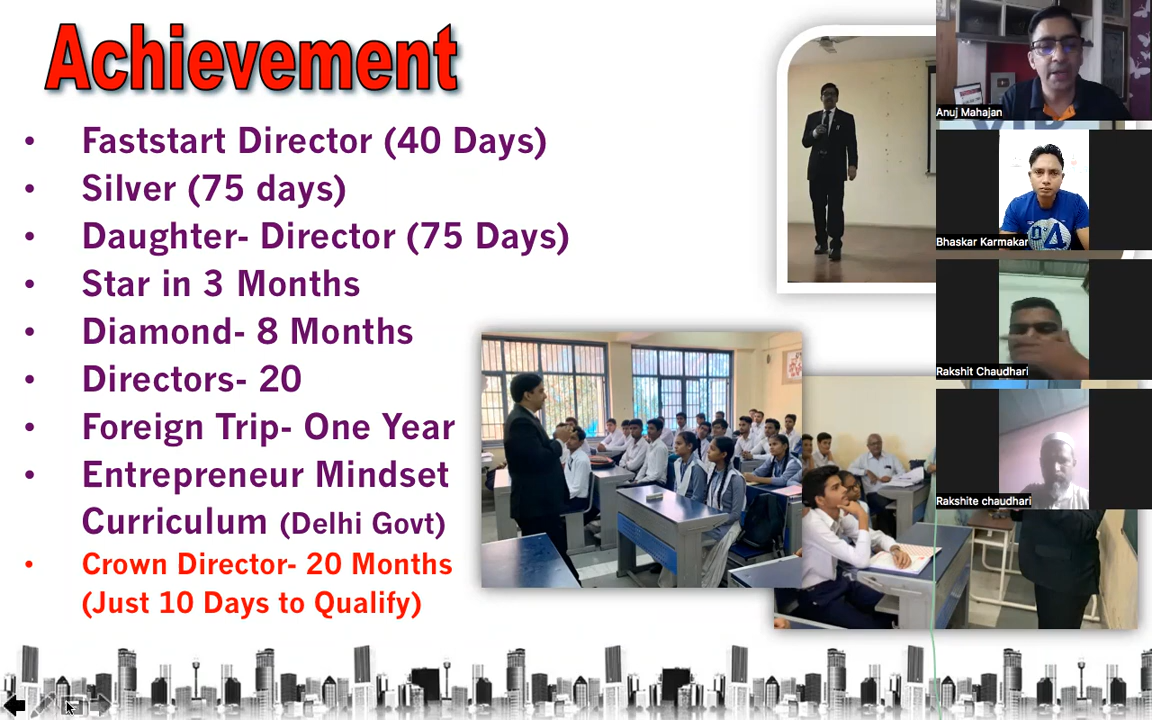 Achievement
• Faststart Director (40 Days)
• Silver (75 days)
• Daughter- Director (75 Days)
• Star in 3 Months
• Diamond- 8 Months
• Directors- 20
• Foreign Trip- One Year
• Entrepreneur Mindset
Curriculum (Delhi Govt)
• Crown Director- 20 Months
(Just 10 Days to Qualify)
Anuj Mahajan
Bhaskar Karmakar
Rakshit Chaudhari
Rakshite chaudhari